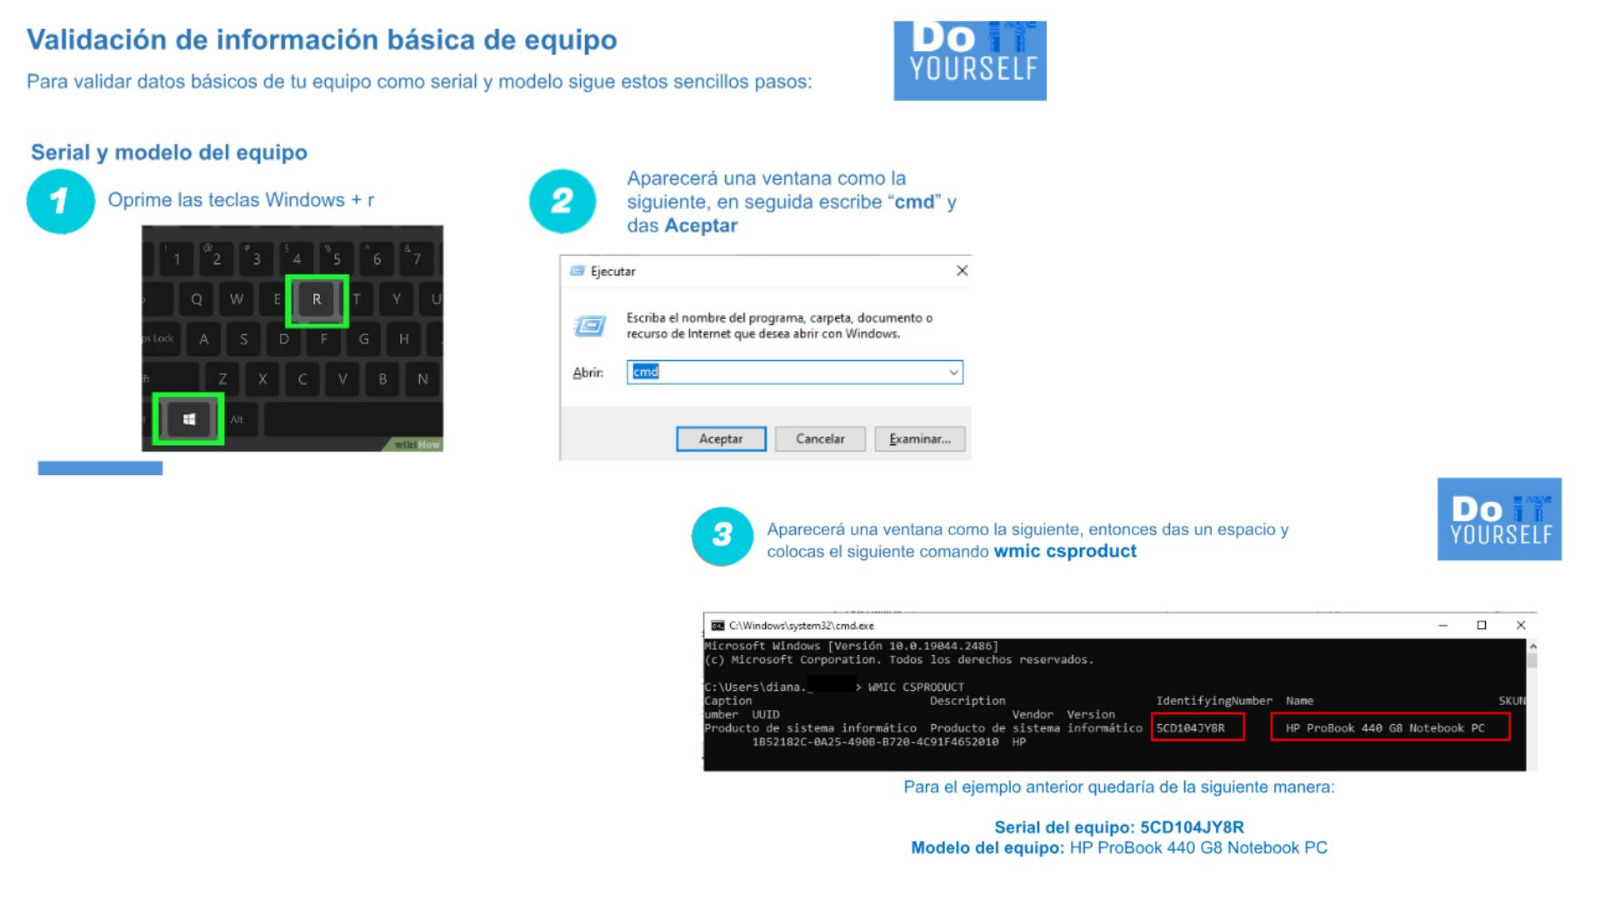 Validación de información básica de equipo
Para validar datos básicos de tu equipo como serial y modelo sigue estos sencillos pasos:
Do iT
YOURSELF
Serial y modelo del equipo
1
Oprime las teclas Windows + r
! 1 @ 2 # 3 $ 4 % 5 ^ 6 & 7
Q W E R T Y U
ps Lock A S D F G H
Z X C V B N
Alt
wikiHow
2
Aparecerá una ventana como la
siguiente, en seguida escribe “cmd” y
das Aceptar
Ejecutar
Escriba el nombre del programa, carpeta, documento o
recurso de Internet que desea abrir con Windows.
Abrir: cmd
Aceptar Cancelar Examinar...
3
Aparecerá una ventana como la siguiente, entonces das un espacio y
colocas el siguiente comando wmic csproduct
Do iT
YOURSELF
C:\Windows\system32\cmd.exe
Microsoft Windows [Versión 10.0.19044.2486]
(c) Microsoft Corporation. Todos los derechos reservados.
C:\Users\diana. > WMIC CSPRODUCT
Caption Description IdentifyingNumber Name SKUN
umber UUID Vendor Version
Producto de sistema informático Producto de sistema informático 5CD104JY8R HP ProBook 440 G8 Notebook PC
1B52182C-0A25-490B-B720-4C91F4652010 HP
Para el ejemplo anterior quedaría de la siguiente manera:
Serial del equipo: 5CD104JY8R
Modelo del equipo: HP ProBook 440 G8 Notebook PC